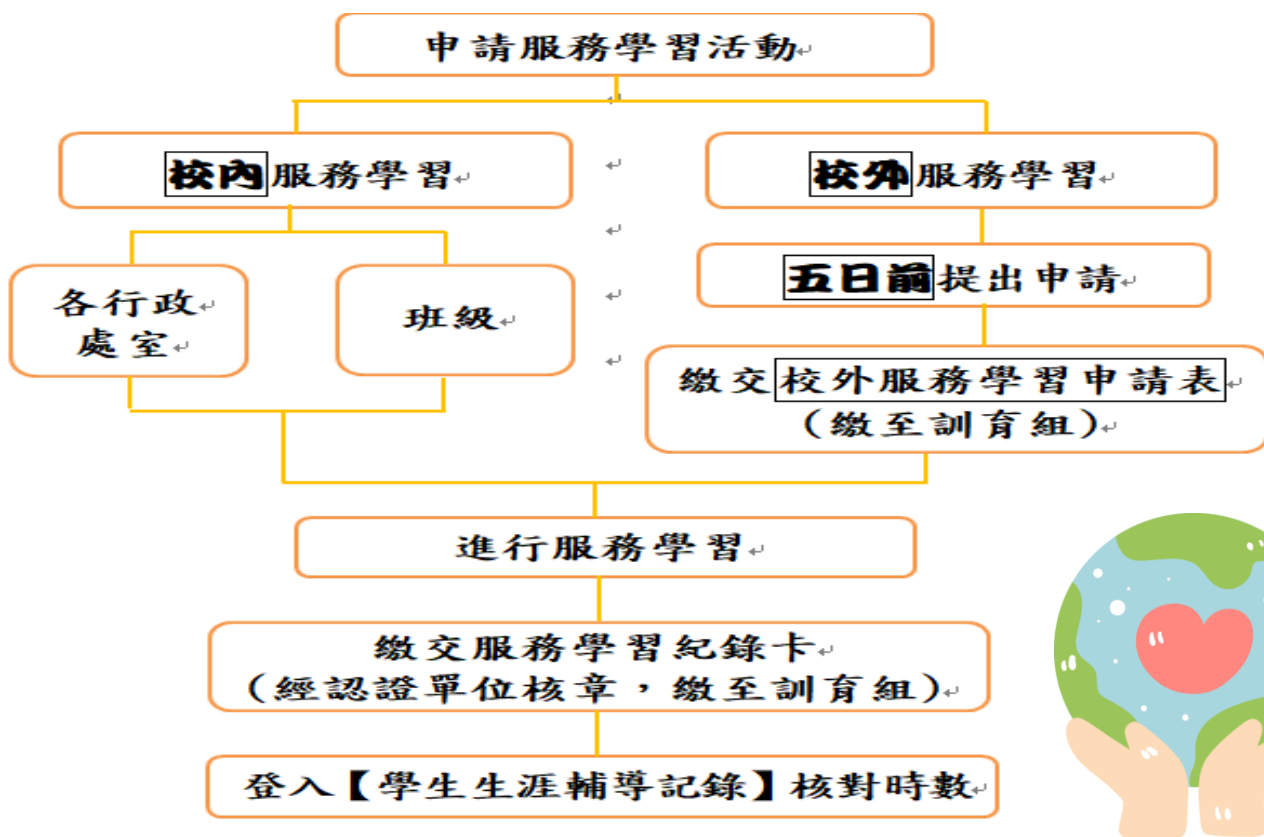 申請服務學習活動
校內服務學習
校外服務學習
各行政
處室
班級
五日前提出申請
繳交校外服務學習申請表
（繳至訓育組）
進行服務學習
繳交服務學習紀錄卡
（經認證單位核章，繳至訓育組）
登入【學生生涯輔導記錄】核對時數